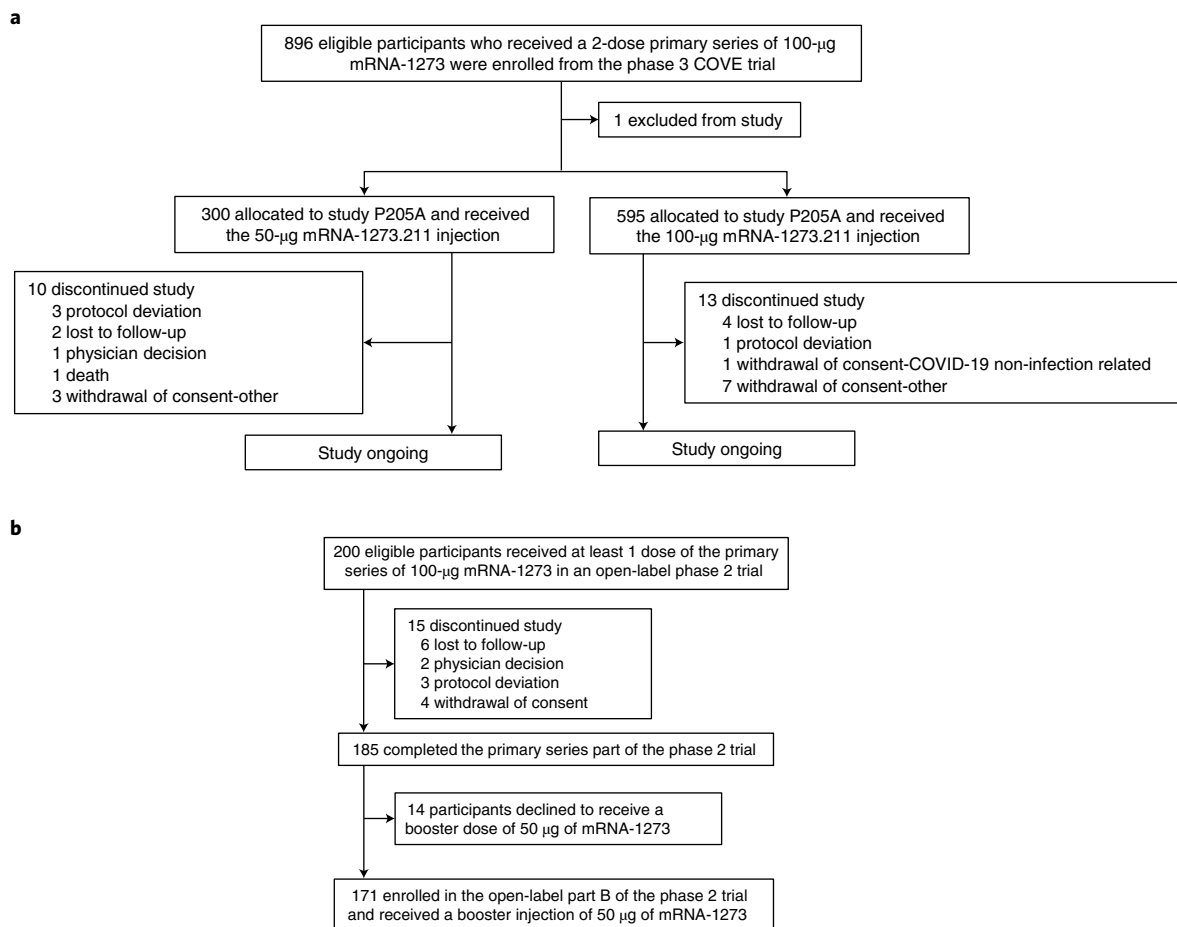 a
896 eligible participants who received a 2-dose primary series of 100-μg
mRNA-1273 were enrolled from the phase 3 COVE trial
1 excluded from study
300 allocated to study P205A and received
the 50-μg mRNA-1273.211 injection
595 allocated to study P205A and received
the 100-μg mRNA-1273.211 injection
10 discontinued study
3 protocol deviation
2 lost to follow-up
1 physician decision
1 death
3 withdrawal of consent-other
13 discontinued study
4 lost to follow-up
1 protocol deviation
1 withdrawal of consent-COVID-19 non-infection related
7 withdrawal of consent-other
Study ongoing
Study ongoing
b
200 eligible participants received at least 1 dose of the primary
series of 100-μg mRNA-1273 in an open-label phase 2 trial
15 discontinued study
6 lost to follow-up
2 physician decision
3 protocol deviation
4 withdrawal of consent
185 completed the primary series part of the phase 2 trial
14 participants declined to receive a
booster dose of 50 μg of mRNA-1273
171 enrolled in the open-label part B of the phase 2 trial
and received a booster injection of 50 μg of mRNA-1273